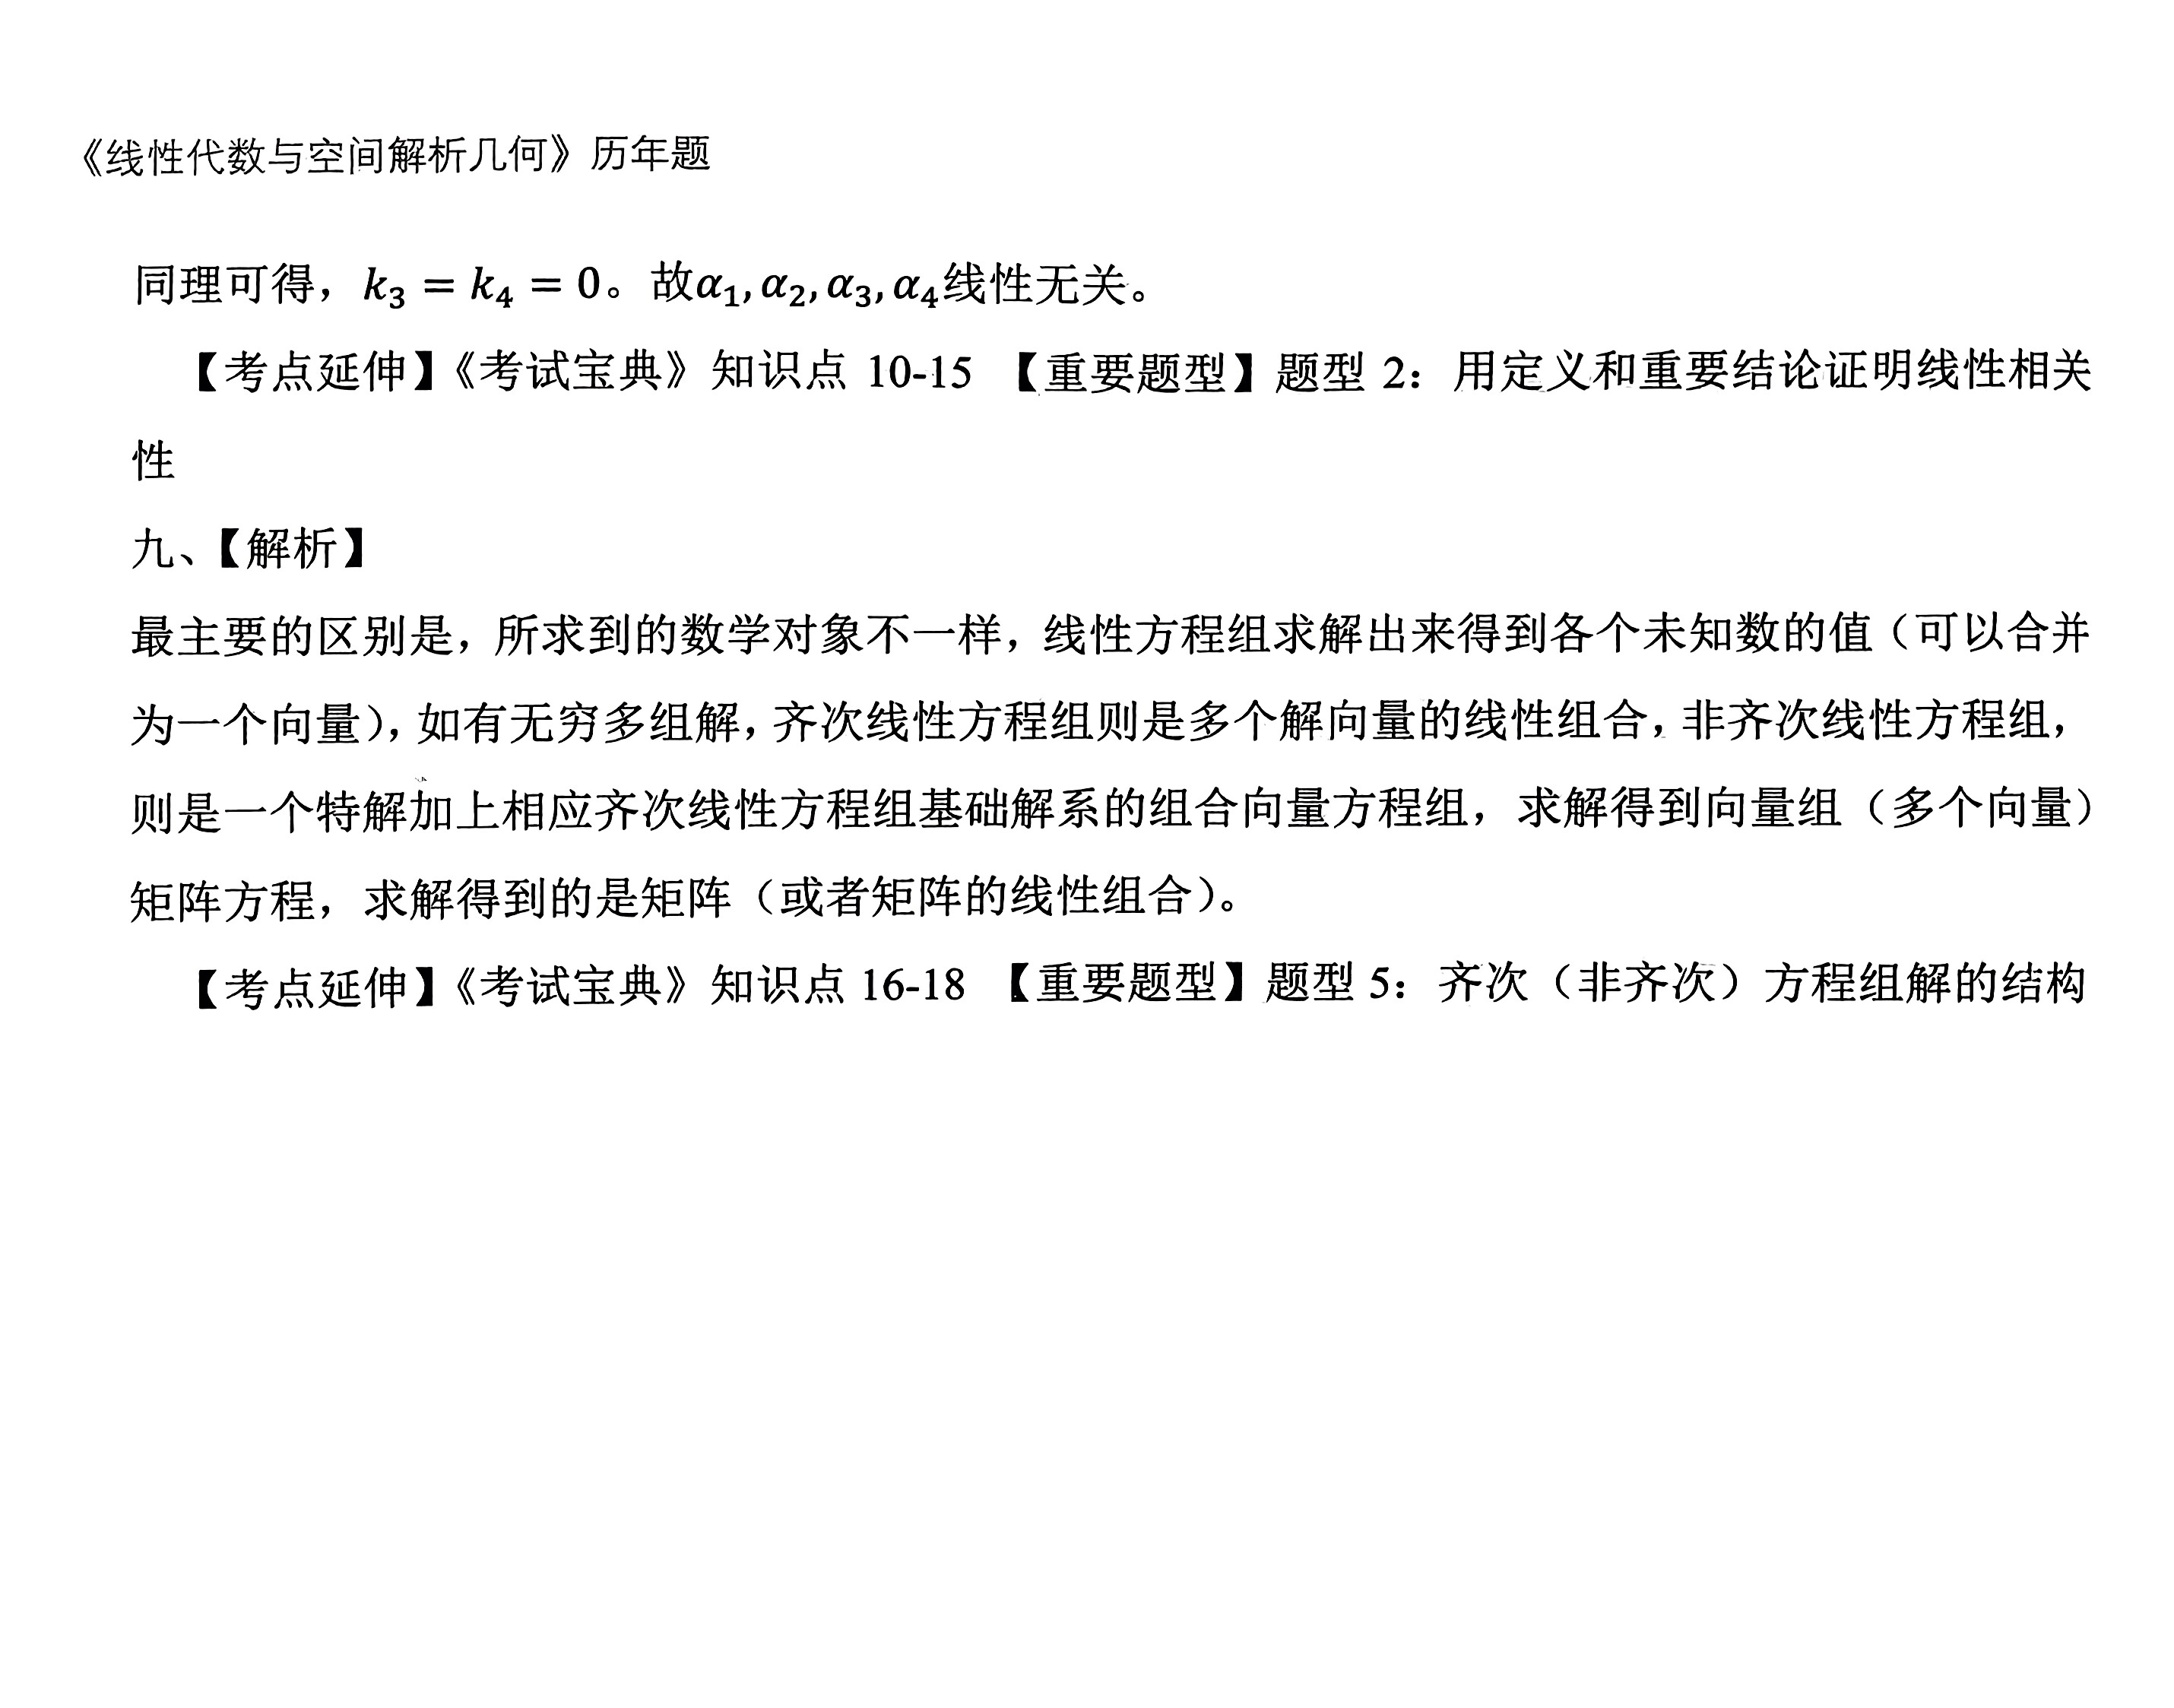 《线性代数与空间解析几何》历年题
同理可得，k₃ = k₄ = 0。故α₁, α₂, α₃, α₄线性无关。
【考点延伸】《考试宝典》知识点 10-15 【重要题型】题型 2：用定义和重要结论证明线性相关
性
九、【解析】
最主要的区别是，所求到的数学对象不一样，线性方程组求解出来得到各个未知数的值（可以合并
为一个向量），如有无穷多组解，齐次线性方程组则是多个解向量的线性组合，非齐次线性方程组，
则是一个特解加上相应齐次线性方程组基础解系的组合向量方程组，求解得到向量组（多个向量）
矩阵方程，求解得到的是矩阵（或者矩阵的线性组合）。
【考点延伸】《考试宝典》知识点 16-18 【重要题型】题型 5：齐次（非齐次）方程组解的结构